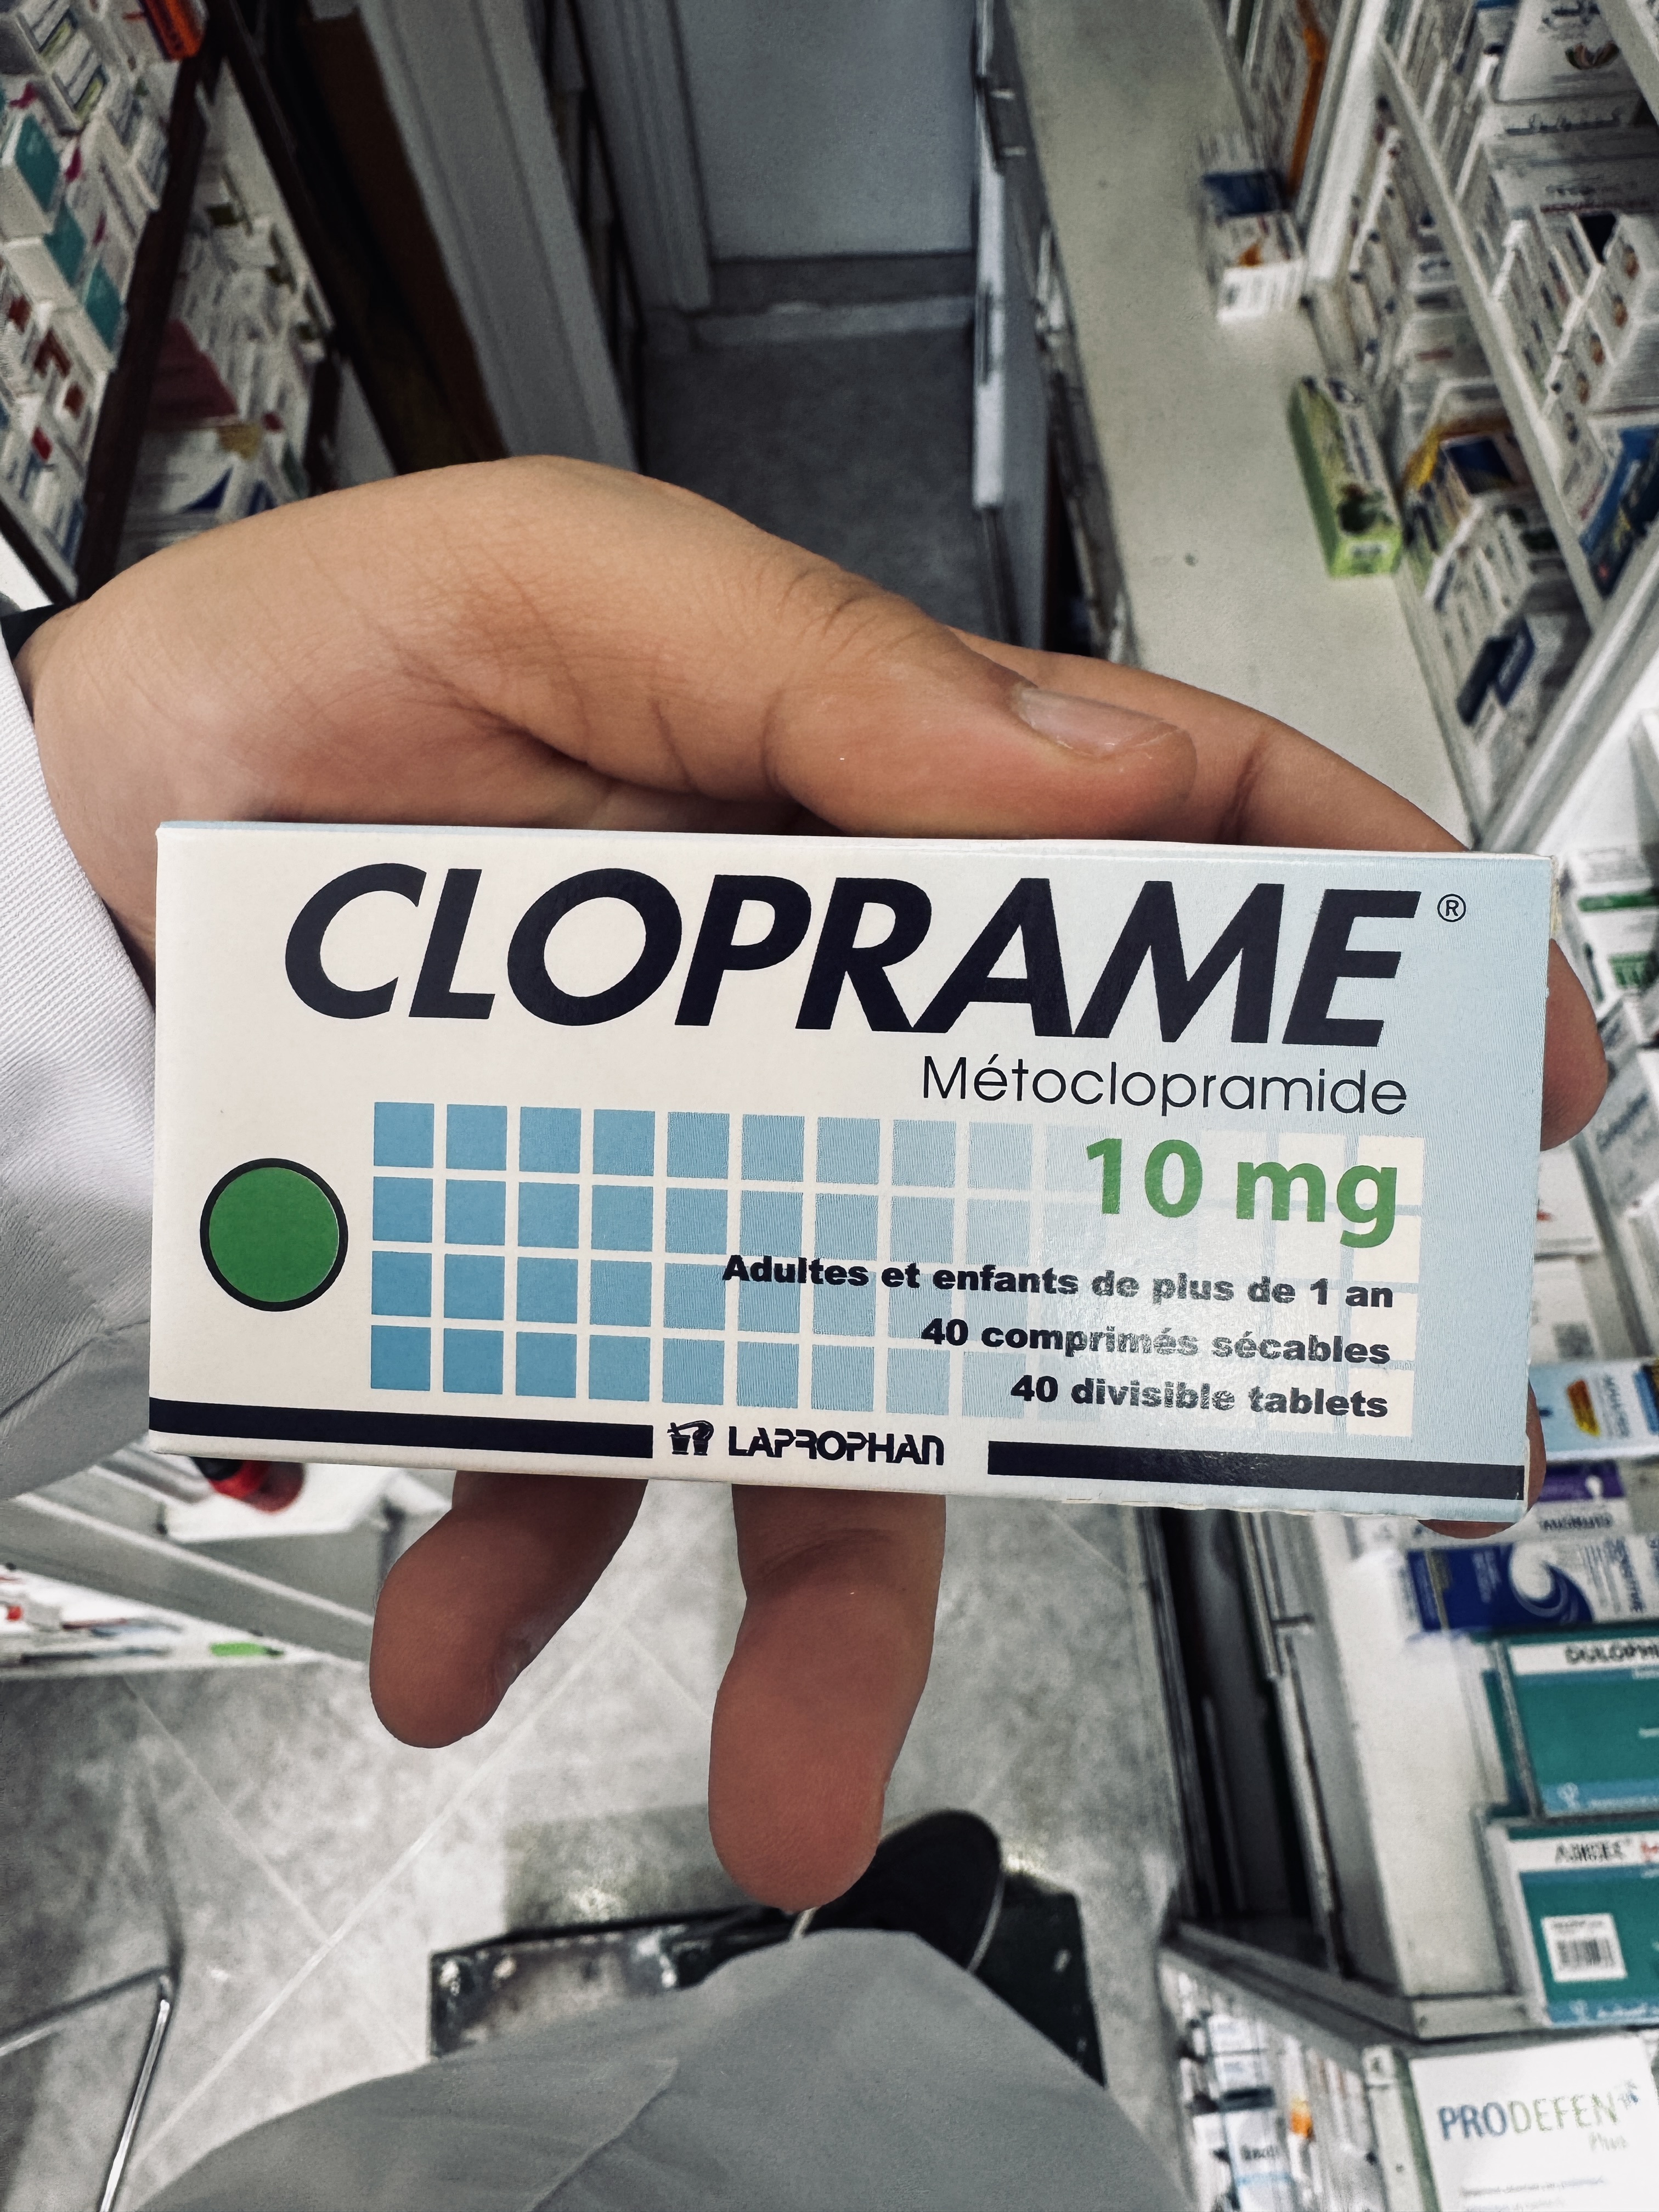 CLOPRAME®
Métoclopramide
10 mg
Adultes et enfants de plus de 1 an
40 comprimés sécables
40 divisible tablets
LAPROPHAN
PRODEFEN
Plus